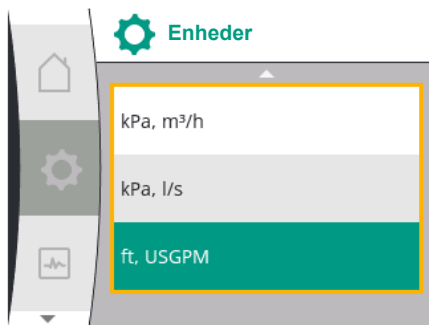 Enheder
kPa, m³/h
kPa, l/s
ft, USGPM